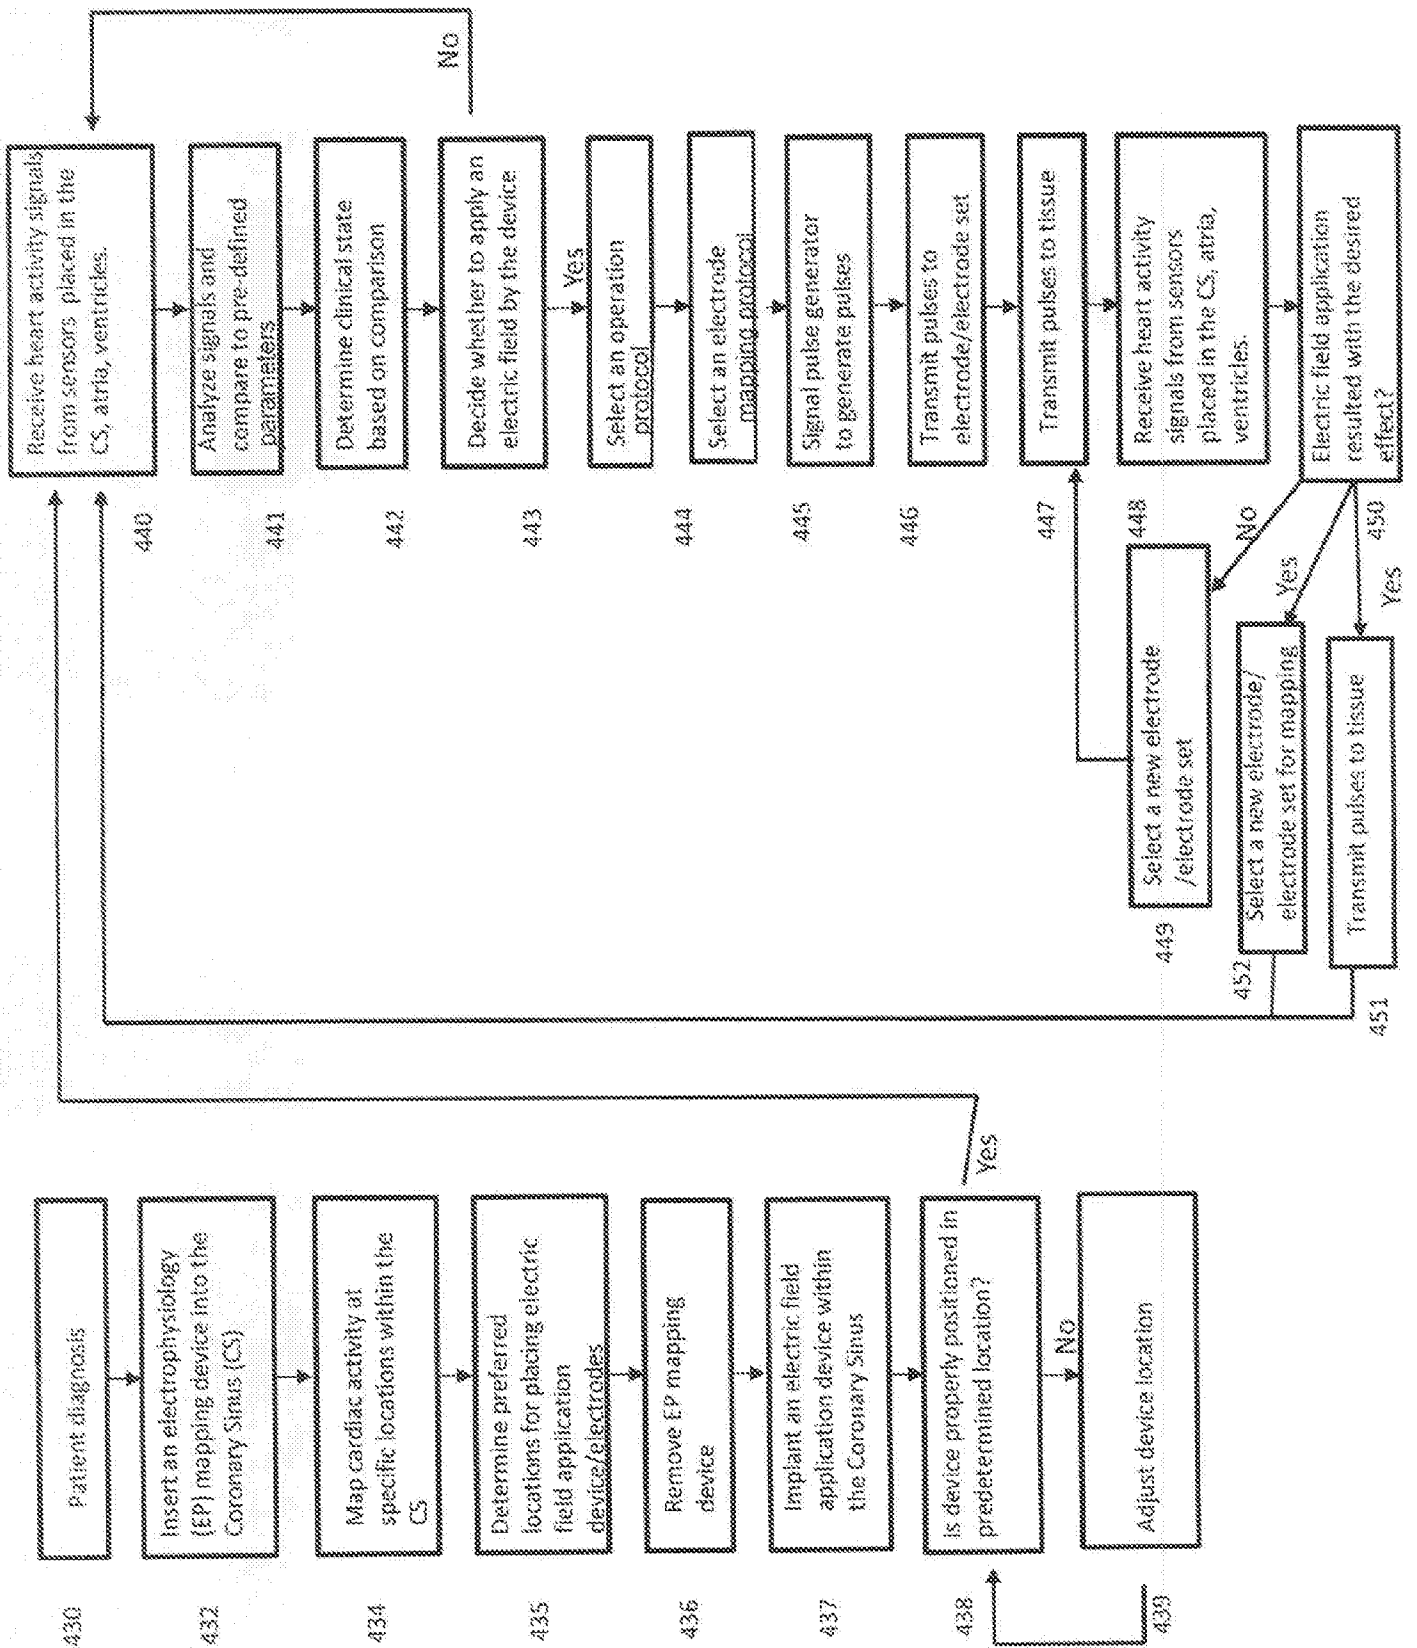 430
Patient diagnosis
432
Insert an electrophysiology
(EP) mapping device into the
Coronary Sinus (CS)
434
Map cardiac activity at
specific locations within the
CS
435
Determine preferred
locations for placing electric
field application
device/electrodes
436
Remove EP mapping
device
437
Implant an electric field
application device within
the Coronary Sinus
438
Is device properly positioned in
predetermined location?
Yes
No
439
Adjust device location
440
Receive heart activity signals
from sensors placed in the
CS, atria, ventricles.
441
Analyze signals and
compare to pre-defined
parameters
442
Determine clinical state
based on comparison
443
Decide whether to apply an
electric field by the device
No
Yes
444
Select an operation
protocol
445
Select an electrode
mapping protocol
446
Signal pulse generator
to generate pulses
447
Transmit pulses to
electrode/electrode set
448
Transmit pulses to tissue
Receive heart activity
signals from sensors
placed in the CS, atria,
ventricles.
450
Electric field application
resulted with the desired
effect?
No
Yes
Yes
449
Select a new electrode
/electrode set
452
Select a new electrode/
electrode set for mapping
451
Transmit pulses to tissue